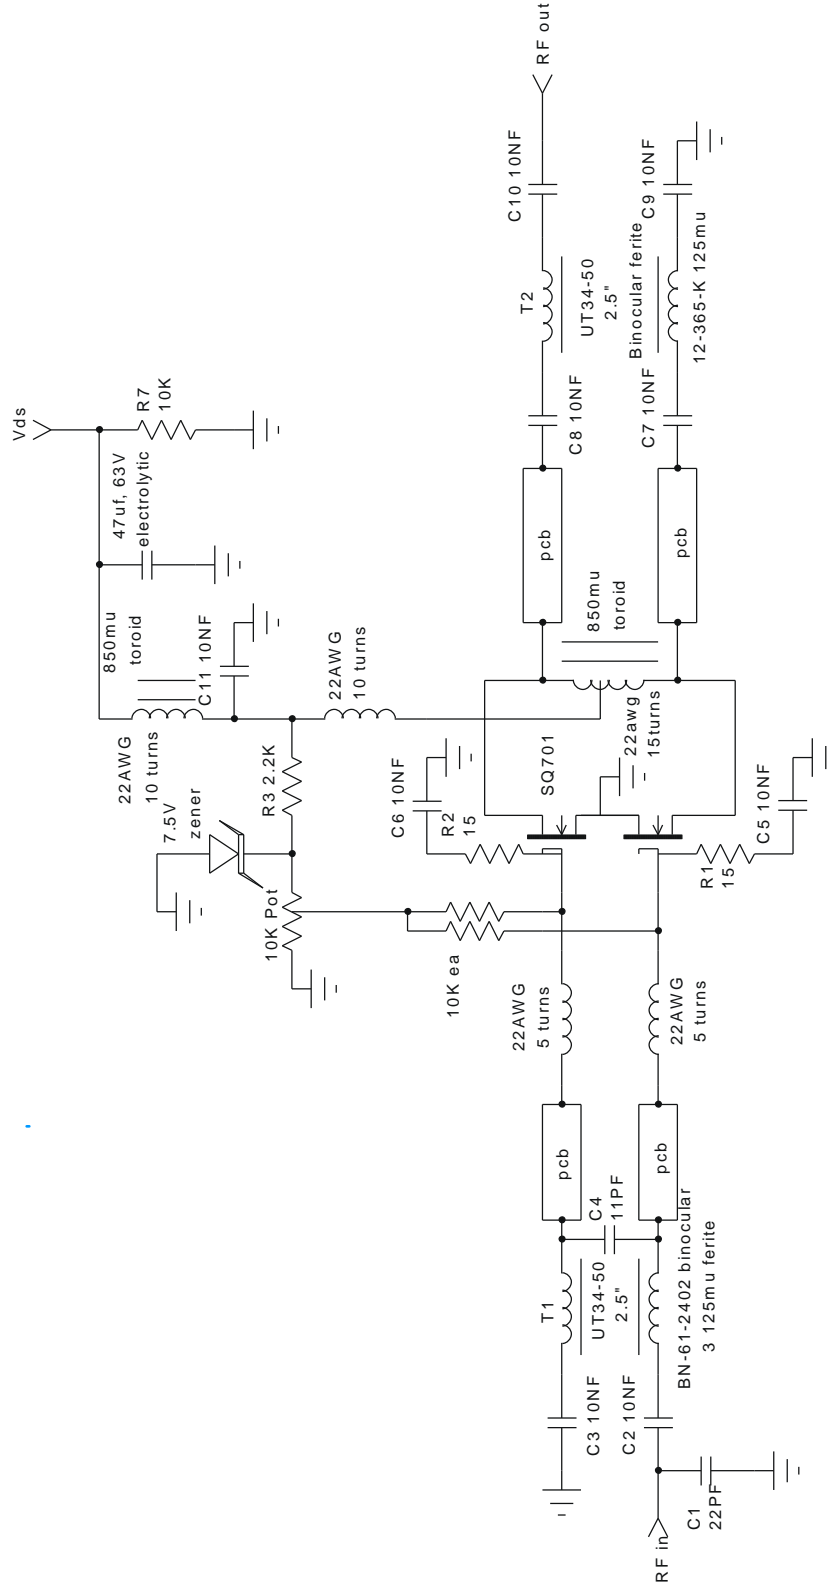 Vds
47uf, 63V
electrolytic
R7
10K
850mu
toroid
22AWG
10 turns
C11 10NF
7.5V
zener
10K Pot
R3 2.2K
22AWG
10 turns
C6 10NF
R2
15
10K ea
22AWG
5 turns
SQ701
C10 10NF
RF out
T2
UT34-50
2.5"
C8 10NF
pcb
850mu
toroid
22awg
15turns
T1
UT34-50
2.5"
C3 10NF
pcb
C4
11PF
C2 10NF
pcb
22AWG
5 turns
pcb
C7 10NF
Binocular ferite
C9 10NF
12-365-K 125mu
R1
15
C5 10NF
BN-61-2402 binocular
3 125mu ferite
RF in
C1
22PF